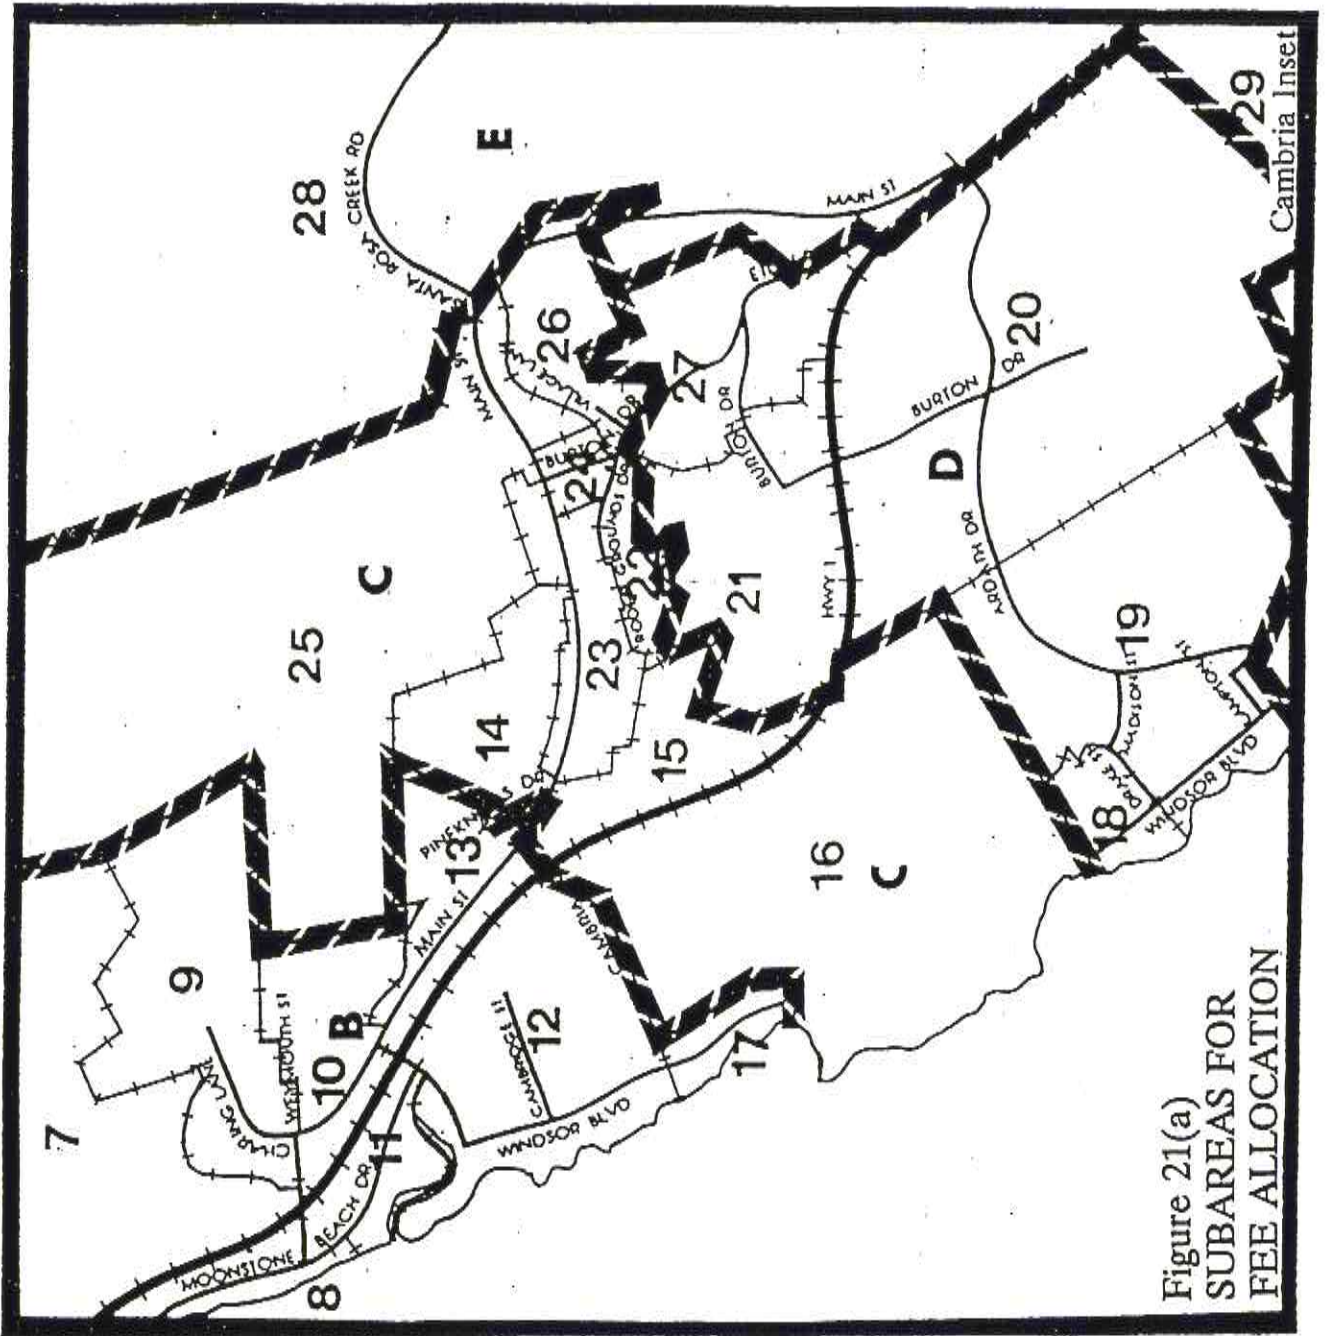 Figure 21(a)
SUBAREAS FOR
FEE ALLOCATION
Cambria Inset
7
8
9
10
11
12
13
14
15
16
17
18
19
20
21
22
23
25
26
27
28
29
B
C
C
D
E
MOONSTONE
BEACH DR
WEYMOUTH ST
CHARING LANE
MAIN ST
CAMBRIDGE ST
WINDSOR BLVD
CAMBRIA
HWY 1
MAIN ST
SANTA ROSA CREEK RD
BURTON DR
BURTON DR
BURTON DR
MAIN ST
ARDATH DR
MADISON ST
WINDSOR BLVD